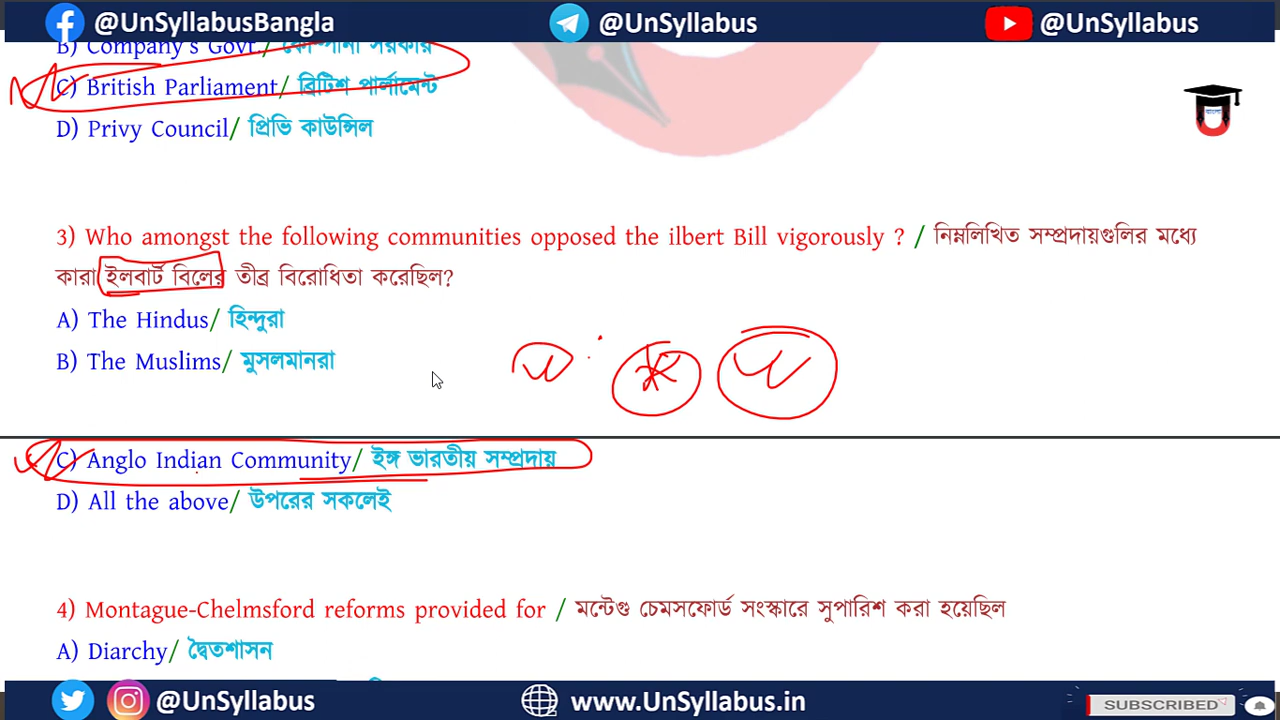 @UnSyllabusBangla
@UnSyllabus
@UnSyllabus
B) Company's Govt./ কোম্পানী সরকার
C) British Parliament/ ব্রিটিশ পার্লামেন্ট
D) Privy Council/ প্রিভি কাউন্সিল
3) Who amongst the following communities opposed the ilbert Bill vigorously ? / নিম্নলিখিত সম্প্রদায়গুলির মধ্যে
কারা ইলবার্ট বিলের তীব্র বিরোধিতা করেছিল?
A) The Hindus/ হিন্দুরা
B) The Muslims/ মুসলমানরা
C) Anglo Indian Community/ ইঙ্গ ভারতীয় সম্প্রদায়
D) All the above/ উপরের সকলেই
4) Montague-Chelmsford reforms provided for / মন্টেগু চেমসফোর্ড সংস্কারে সুপারিশ করা হয়েছিল
A) Diarchy/ দ্বৈতশাসন
@UnSyllabus
www.UnSyllabus.in
SUBSCRIBED